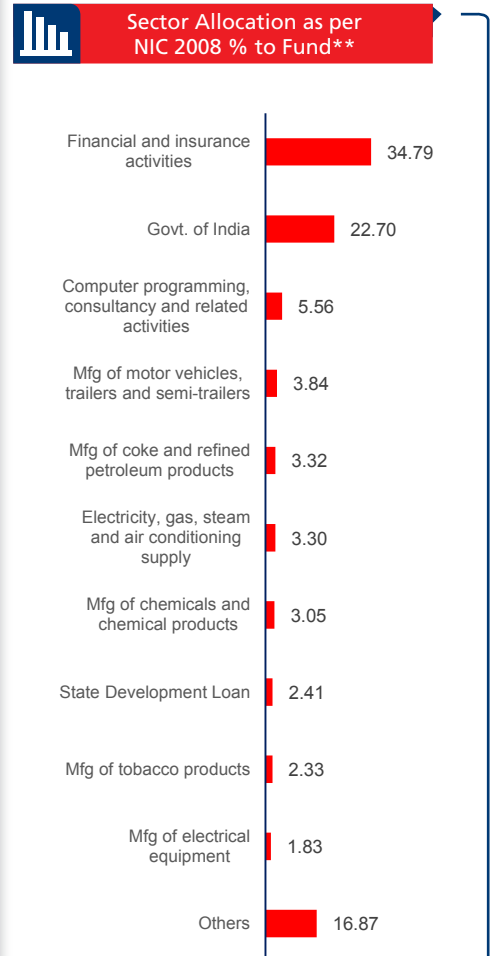 Sector Allocation as per
NIC 2008 % to Fund**
Financial and insurance
activities
34.79
Govt. of India
22.70
Computer programming,
consultancy and related
activities
5.56
Mfg of motor vehicles,
trailers and semi-trailers
3.84
Mfg of coke and refined
petroleum products
3.32
Electricity, gas, steam
and air conditioning
supply
3.30
Mfg of chemicals and
chemical products
3.05
State Development Loan
2.41
Mfg of tobacco products
2.33
Mfg of electrical
equipment
1.83
Others
16.87